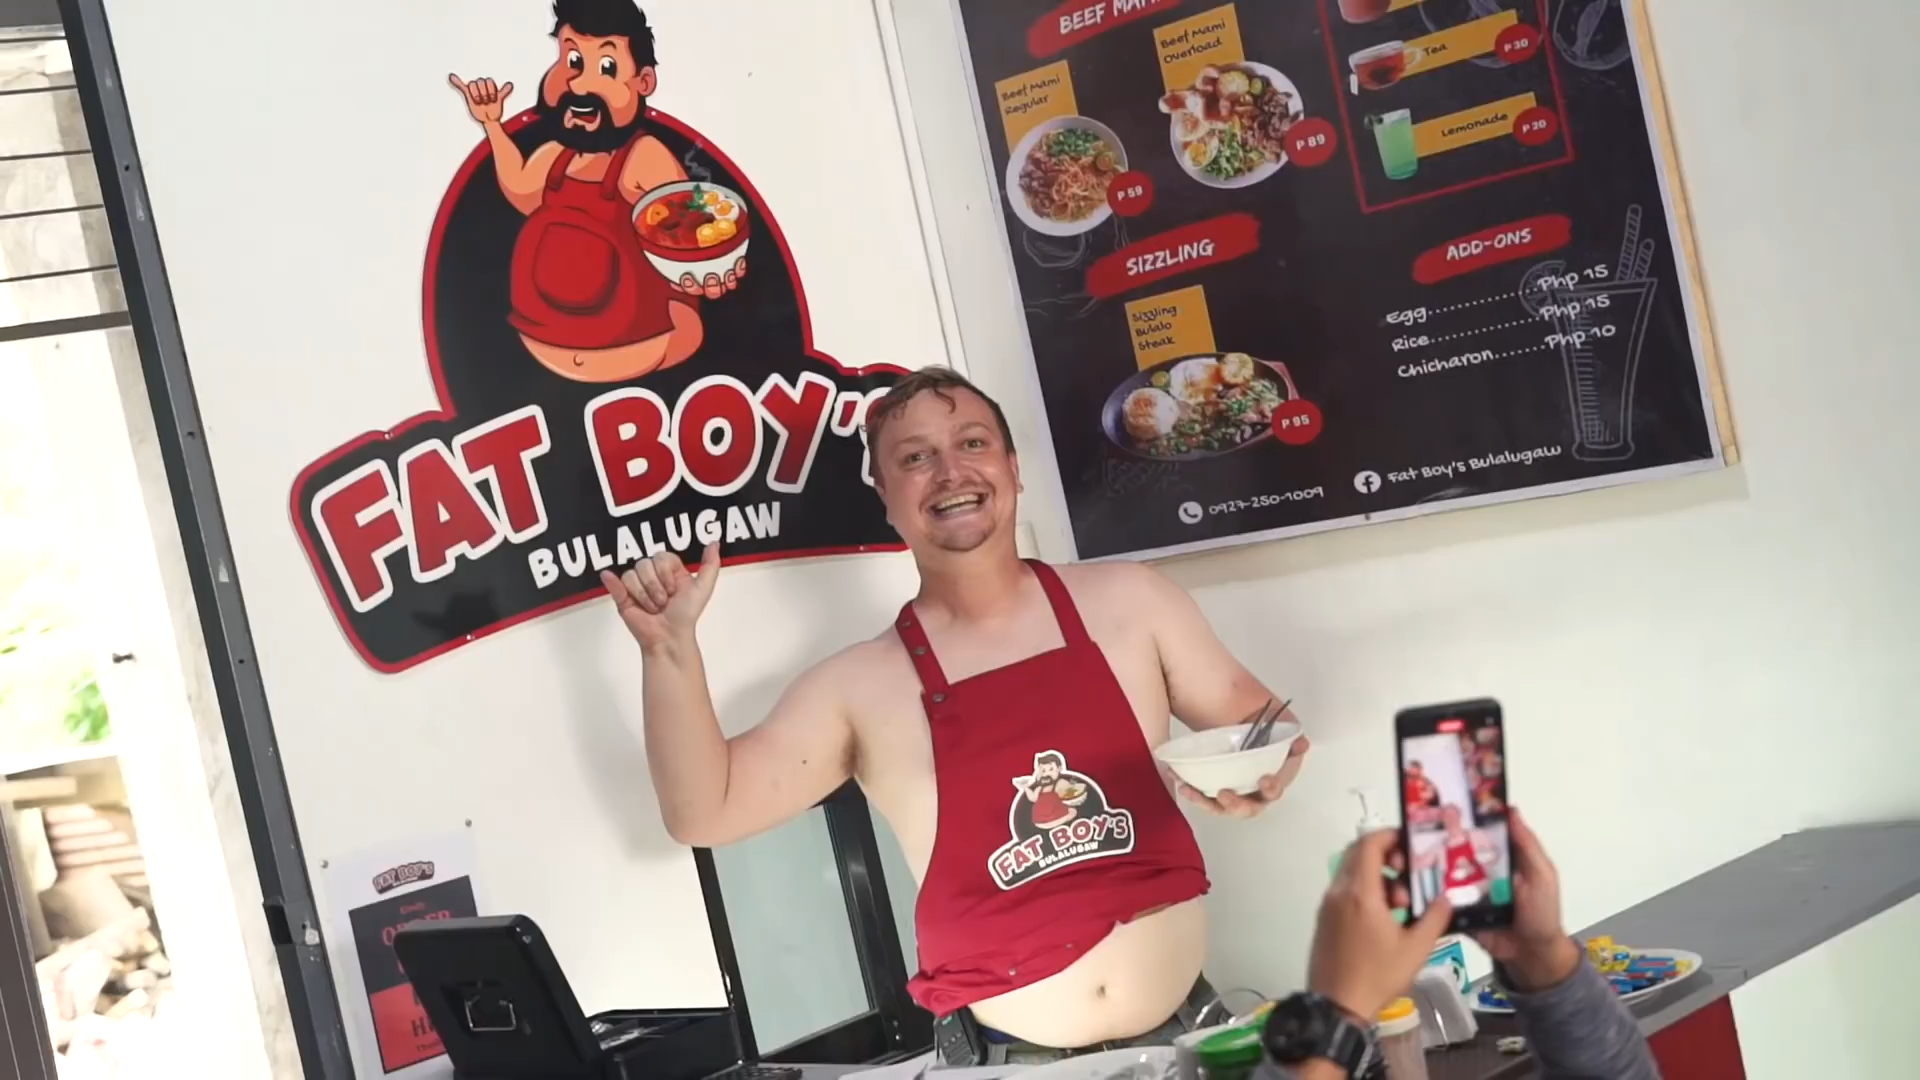 FAT BOY'S
BULALUGAW
BEEF MAMI
Beef Mami
Regular
₱ 59
Beef Mami
Overload
₱ 89
Tea
₱ 30
Lemonade
₱ 20
SIZZLING
Sizzling
Bulalo
Steak
₱ 95
ADD-ONS
Egg..............Php 15
Rice..............Php 15
Chicharon.......Php 10
0927-250-1009
Fat Boy's Bulalugaw
FAT BOY'S
BULALUGAW
FAT BOY'S
ORDER